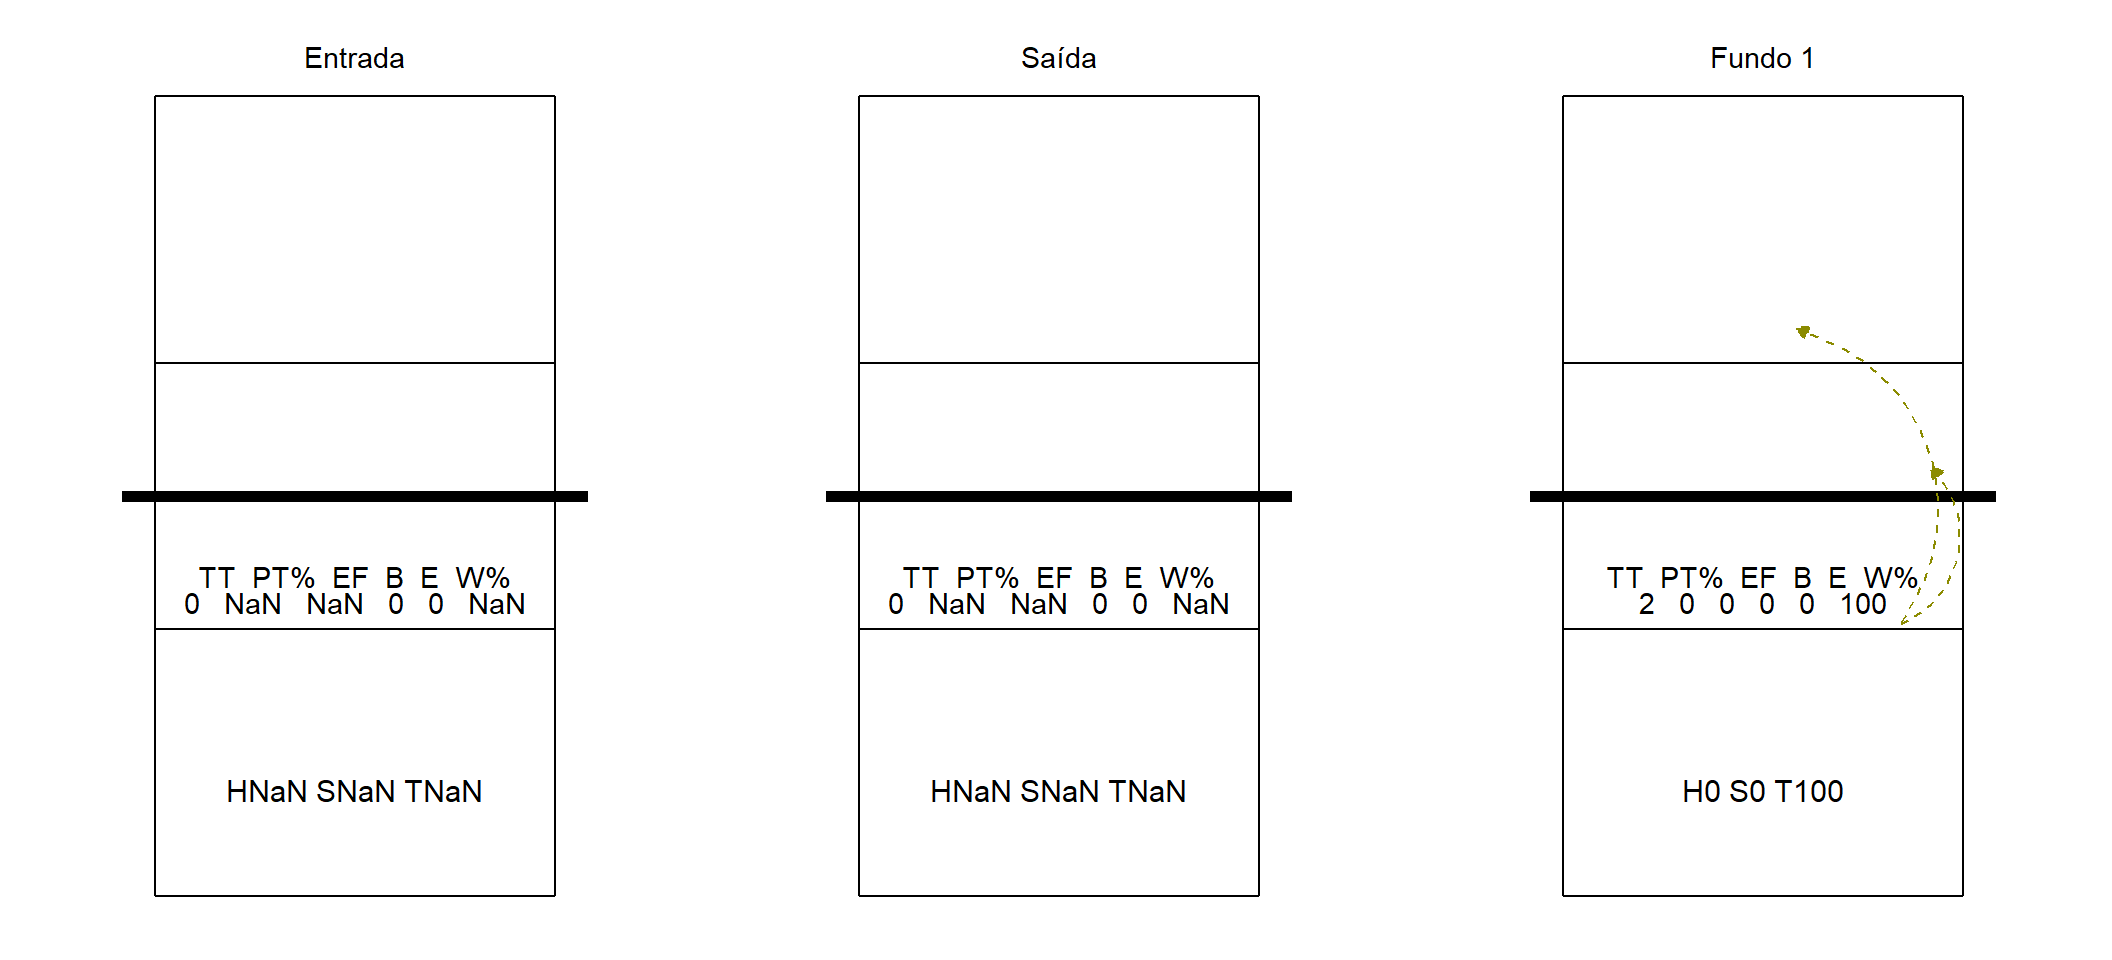 Entrada
TT PT% EF B E W%
0 NaN NaN 0 0 NaN
HNaN SNaN TNaN
Saída
TT PT% EF B E W%
0 NaN NaN 0 0 NaN
HNaN SNaN TNaN
Fundo 1
TT PT% EF B E W%
2 0 0 0 0 100
H0 S0 T100